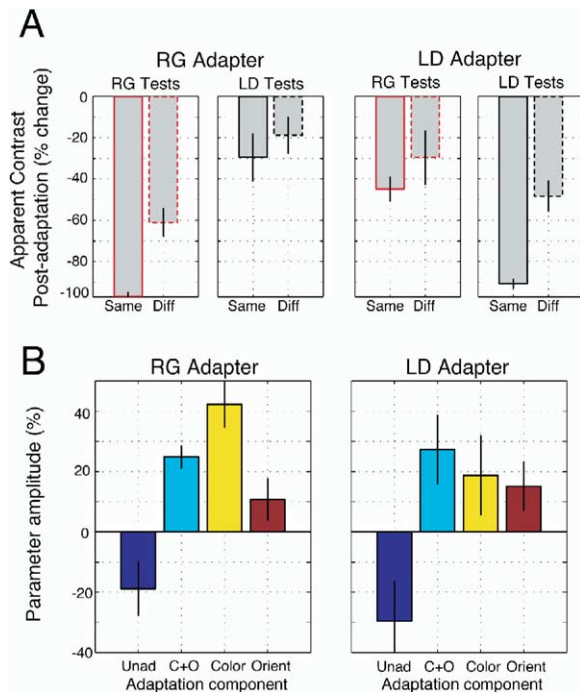 A
RG Adapter LD Adapter
RG Tests LD Tests RG Tests LD Tests
Apparent Contrast
Post-adaptation (% change)
0
-20
-40
-60
-80
-100
Same Diff Same Diff Same Diff Same Diff
B
RG Adapter LD Adapter
Parameter amplitude (%)
40
20
0
-20
-40
Unad C+O Color Orient Unad C+O Color Orient
Adaptation component Adaptation component